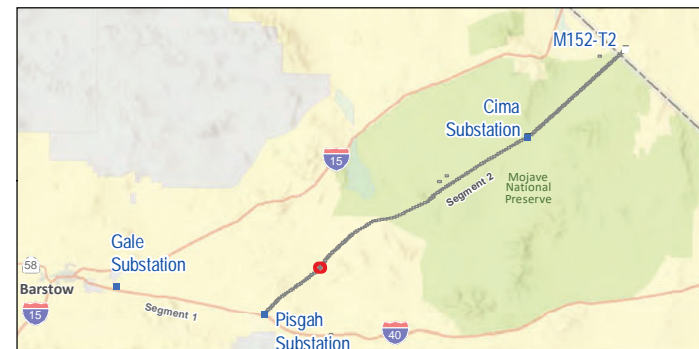 M152-T2
Cima
Substation
15
Mojave
National
Preserve
Segment 2
Gale
Substation
58
Barstow
Segment 1
15
Pisgah
Substation
40